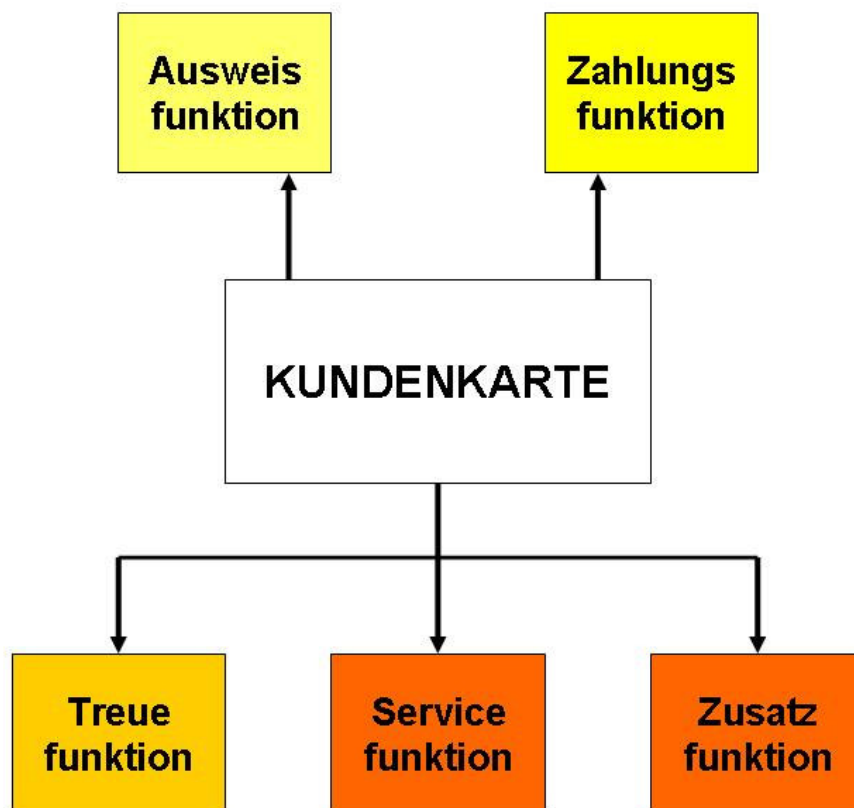 Ausweis
funktion
Zahlungs
funktion
KUNDENKARTE
Treue
funktion
Service
funktion
Zusatz
funktion